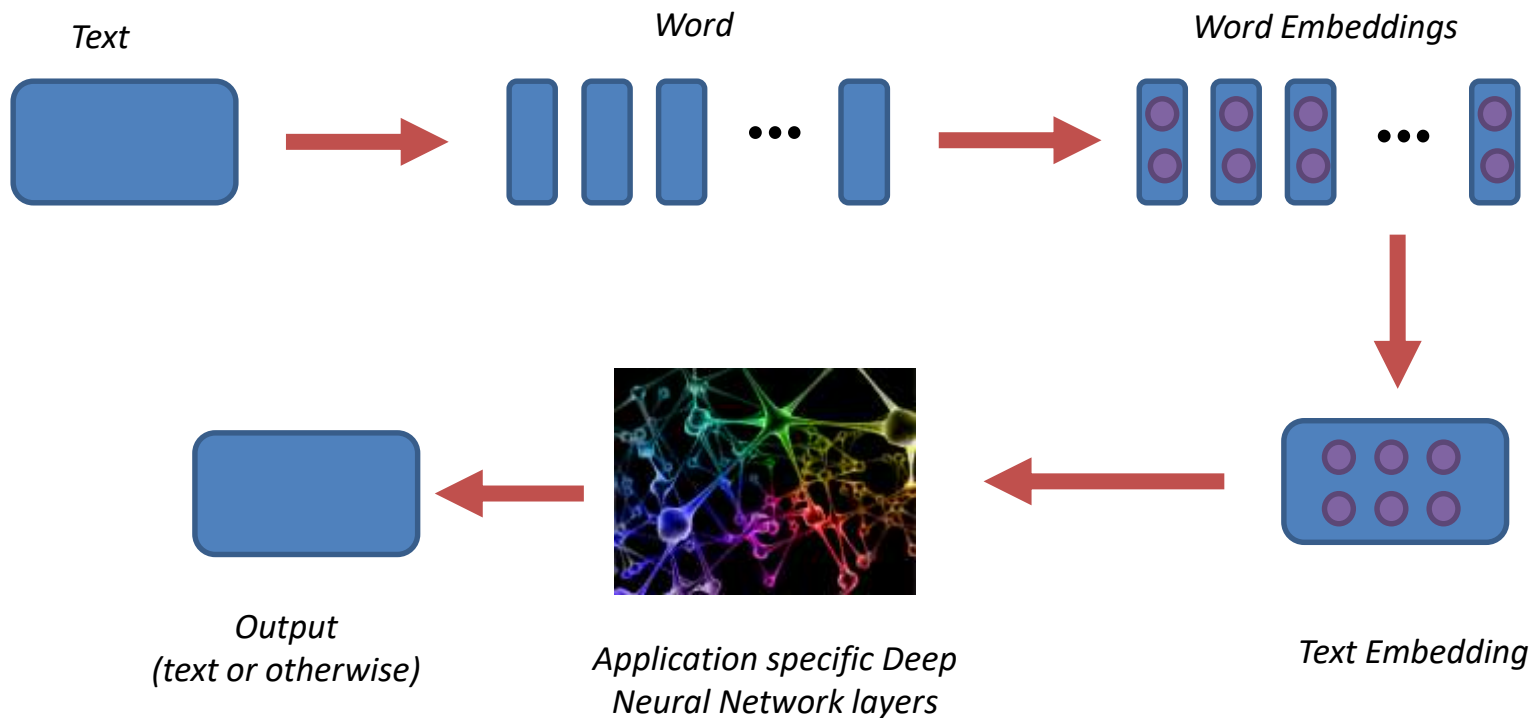 Text
Word
Word Embeddings
Text Embedding
Application specific Deep
Neural Network layers
Output
(text or otherwise)